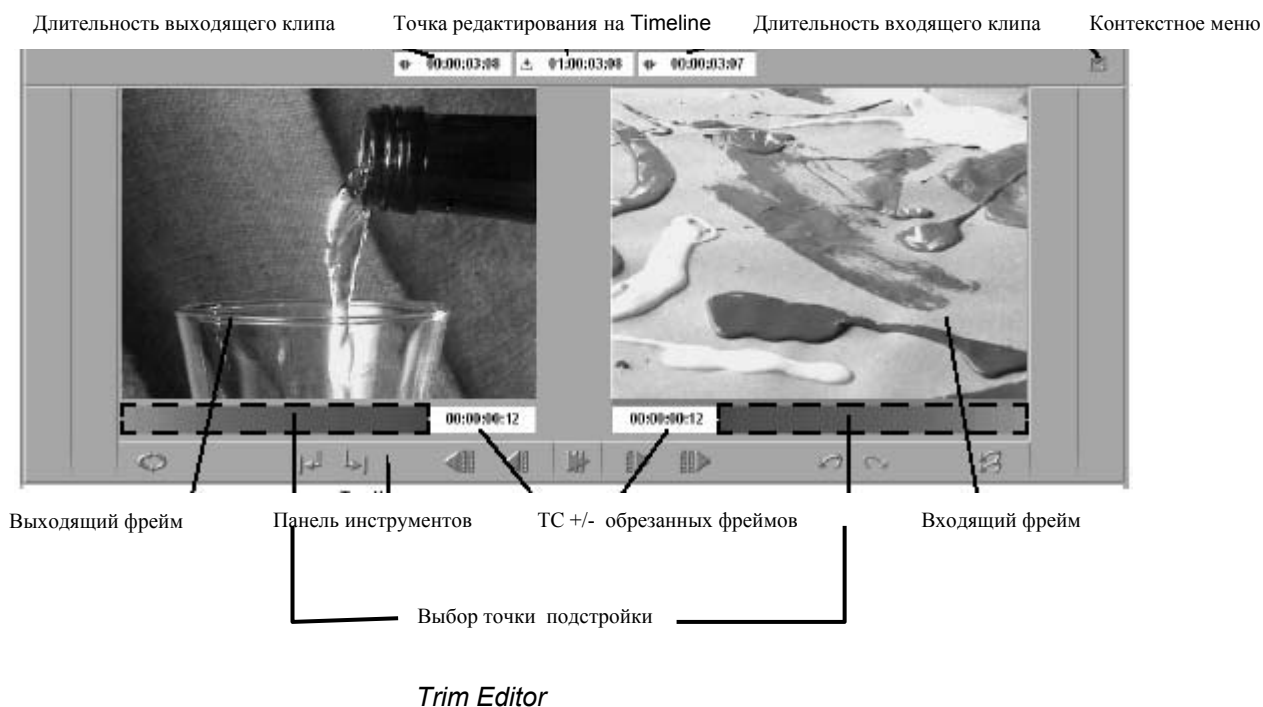 Длительность выходящего клипа Точка редактирования на Timeline Длительность входящего клипа Контекстное меню
00:00:03:08 01:00:03:08 00:00:03:07
00:00:00:12 00:00:00:12
Выходящий фрейм Панель инструментов TC +/- обрезанных фреймов Входящий фрейм
Выбор точки подстройки
Trim Editor